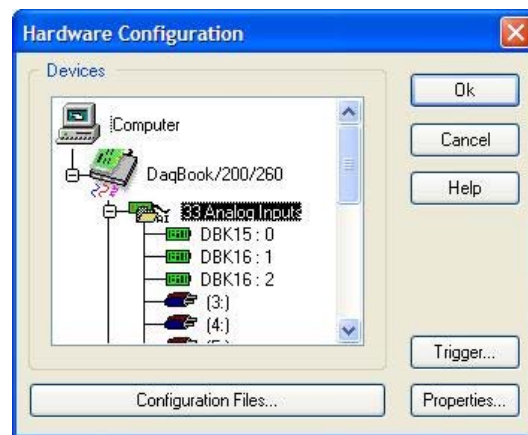 Hardware Configuration
Devices
Computer
DaqBook/200/260
33 Analog Inputs
DBK15 : 0
DBK16 : 1
DBK16 : 2
(3:)
(4:)
Ok
Cancel
Help
Trigger...
Configuration Files...
Properties...